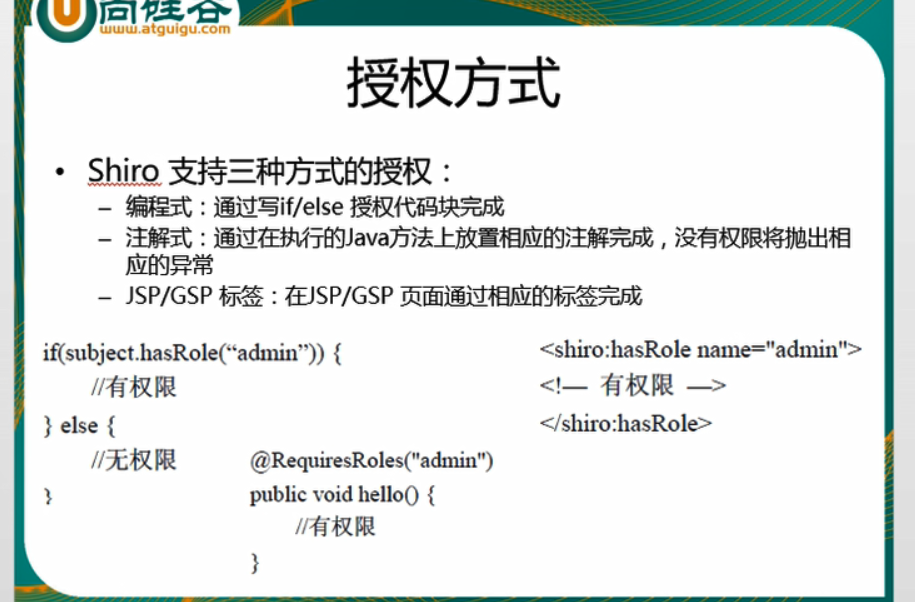 尚硅谷
www.atguigu.com
授权方式
• Shiro 支持三种方式的授权：
– 编程式：通过写if/else 授权代码块完成
– 注解式：通过在执行的Java方法上放置相应的注解完成，没有权限将抛出相
应的异常
– JSP/GSP 标签：在JSP/GSP 页面通过相应的标签完成
if(subject.hasRole(“admin”)) {
//有权限
} else {
//无权限
}
@RequiresRoles("admin")
public void hello() {
//有权限
}
<shiro:hasRole name="admin">
<!— 有权限 —>
</shiro:hasRole>